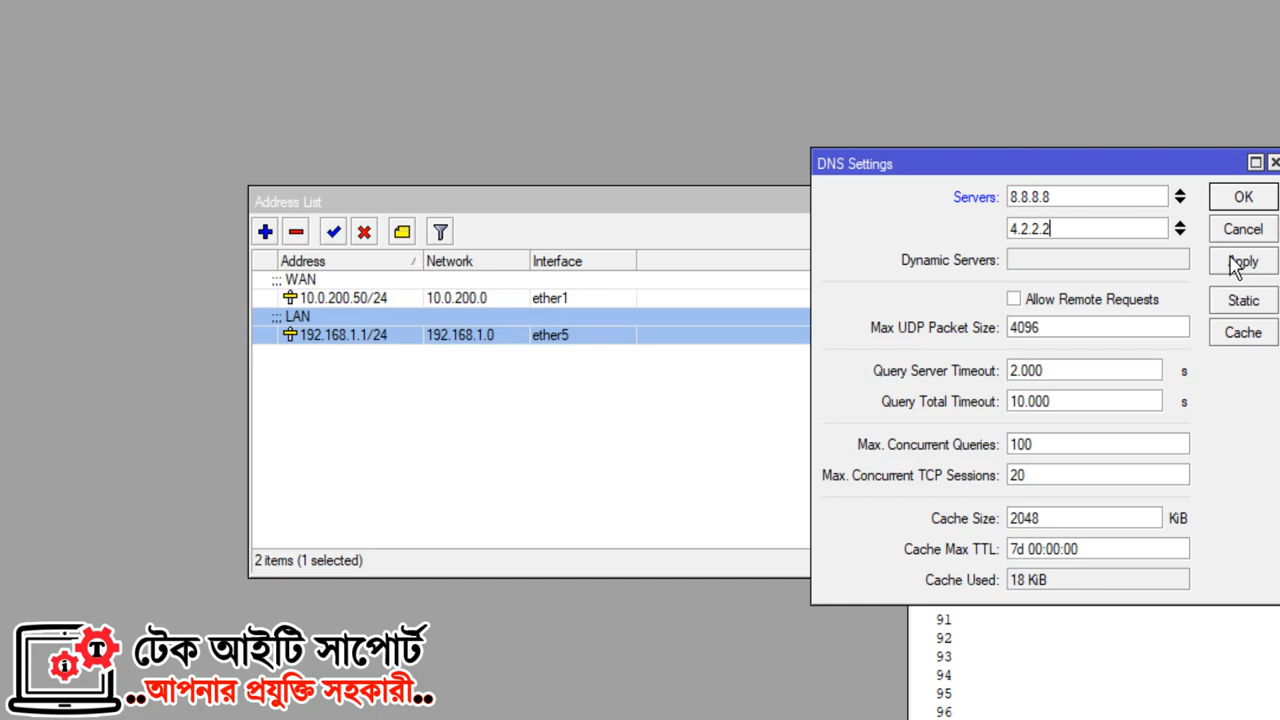 DNS Settings
Servers: 8.8.8.8 OK
4.2.2.2 Cancel
Dynamic Servers: Apply
Allow Remote Requests Static
Max UDP Packet Size: 4096 Cache
Query Server Timeout: 2.000 s
Query Total Timeout: 10.000 s
Max. Concurrent Queries: 100
Max. Concurrent TCP Sessions: 20
Cache Size: 2048 KiB
Cache Max TTL: 7d 00:00:00
Cache Used: 18 KiB
Address List
Address Network Interface
;;; WAN
10.0.200.50/24 10.0.200.0 ether1
;;; LAN
192.168.1.1/24 192.168.1.0 ether5
2 items (1 selected)
91
92
93
94
95
96
i T
টেক আইটি সাপোর্ট
..আপনার প্রযুক্তি সহকারী..